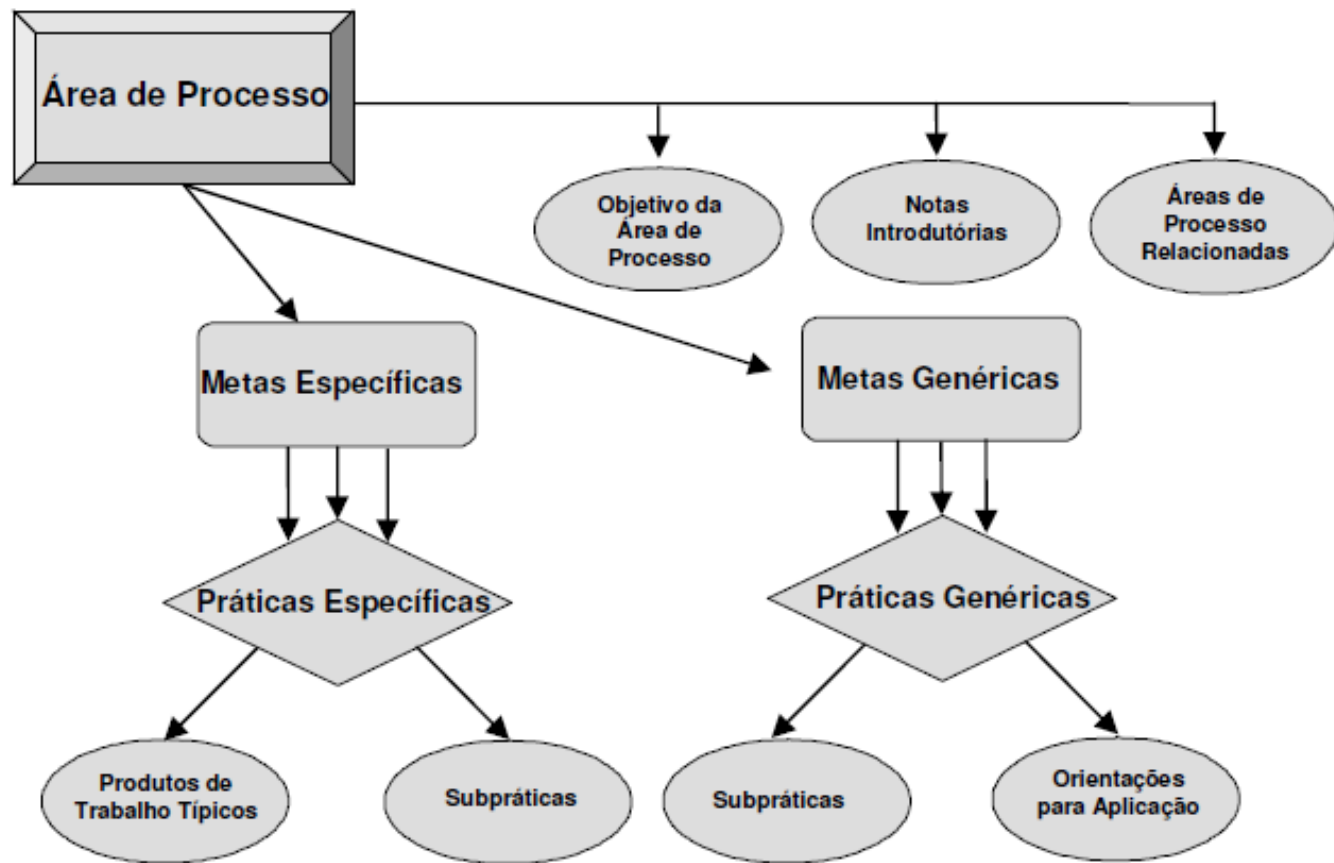 Área de Processo
Objetivo da
Área de
Processo
Notas
Introdutórias
Áreas de
Processo
Relacionadas
Metas Específicas
Metas Genéricas
Práticas Específicas
Práticas Genéricas
Produtos de
Trabalho Típicos
Subpráticas
Subpráticas
Orientações
para Aplicação